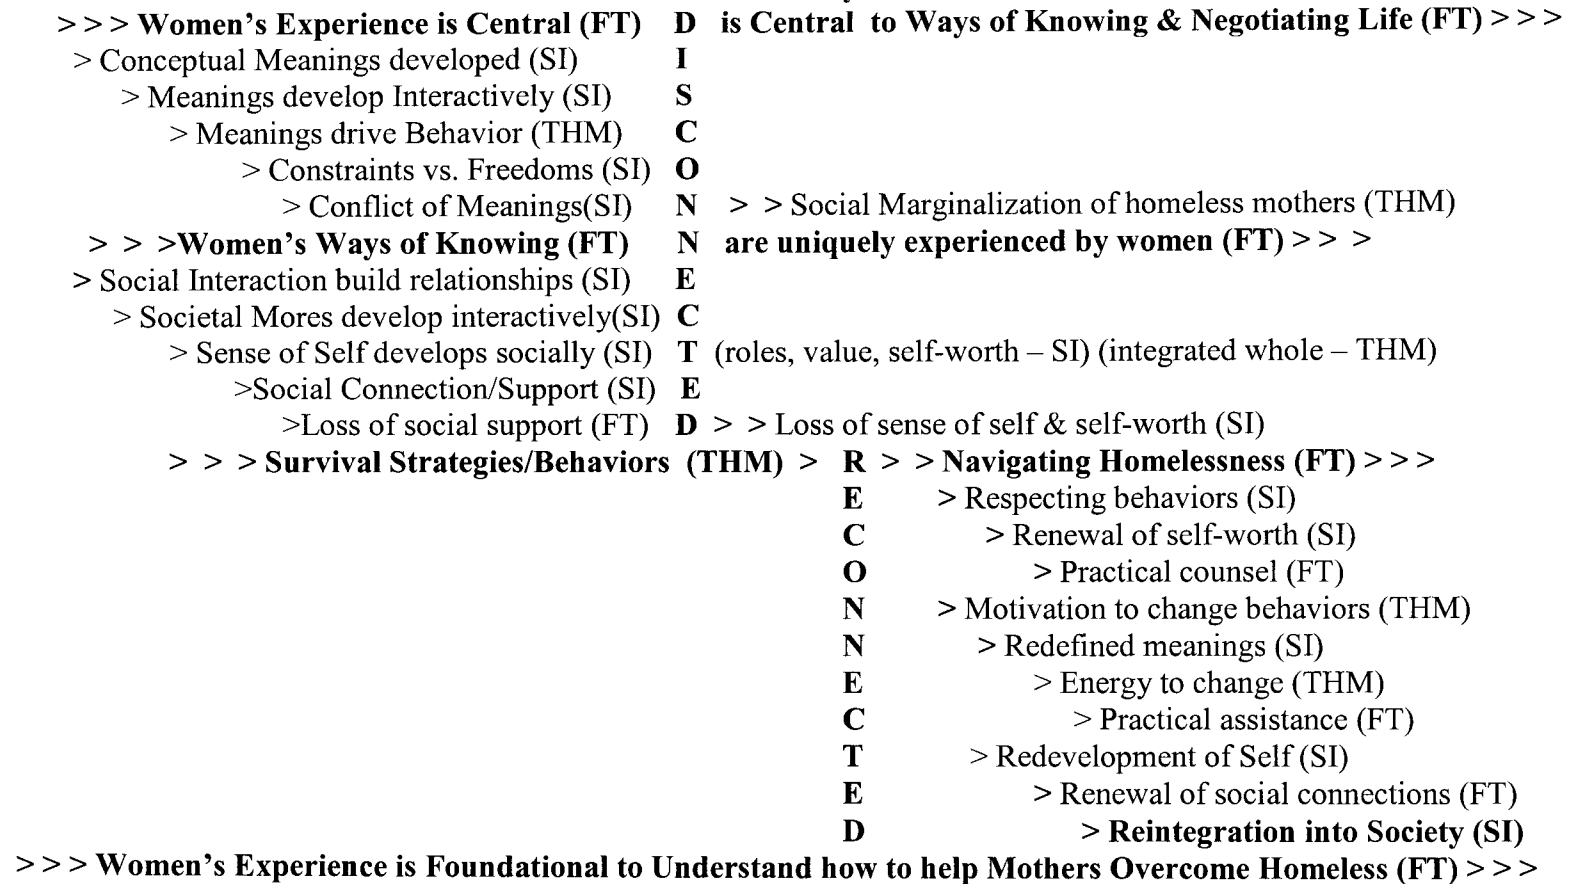 > > > Women's Experience is Central (FT) D is Central to Ways of Knowing & Negotiating Life (FT) > > >
> Conceptual Meanings developed (SI) I
> Meanings develop Interactively (SI) S
> Meanings drive Behavior (THM) C
> Constraints vs. Freedoms (SI) O
> Conflict of Meanings(SI) N > > Social Marginalization of homeless mothers (THM)
> > >Women's Ways of Knowing (FT) N are uniquely experienced by women (FT) > > >
> Social Interaction build relationships (SI) E
> Societal Mores develop interactively(SI) C
> Sense of Self develops socially (SI) T (roles, value, self-worth – SI) (integrated whole – THM)
>Social Connection/Support (SI) E
>Loss of social support (FT) D > > Loss of sense of self & self-worth (SI)
> > > Survival Strategies/Behaviors (THM) > R > > Navigating Homelessness (FT) > > >
E > Respecting behaviors (SI)
C > Renewal of self-worth (SI)
O > Practical counsel (FT)
N > Motivation to change behaviors (THM)
N > Redefined meanings (SI)
E > Energy to change (THM)
C > Practical assistance (FT)
T > Redevelopment of Self (SI)
E > Renewal of social connections (FT)
D > Reintegration into Society (SI)
> > > Women's Experience is Foundational to Understand how to help Mothers Overcome Homeless (FT) > > >